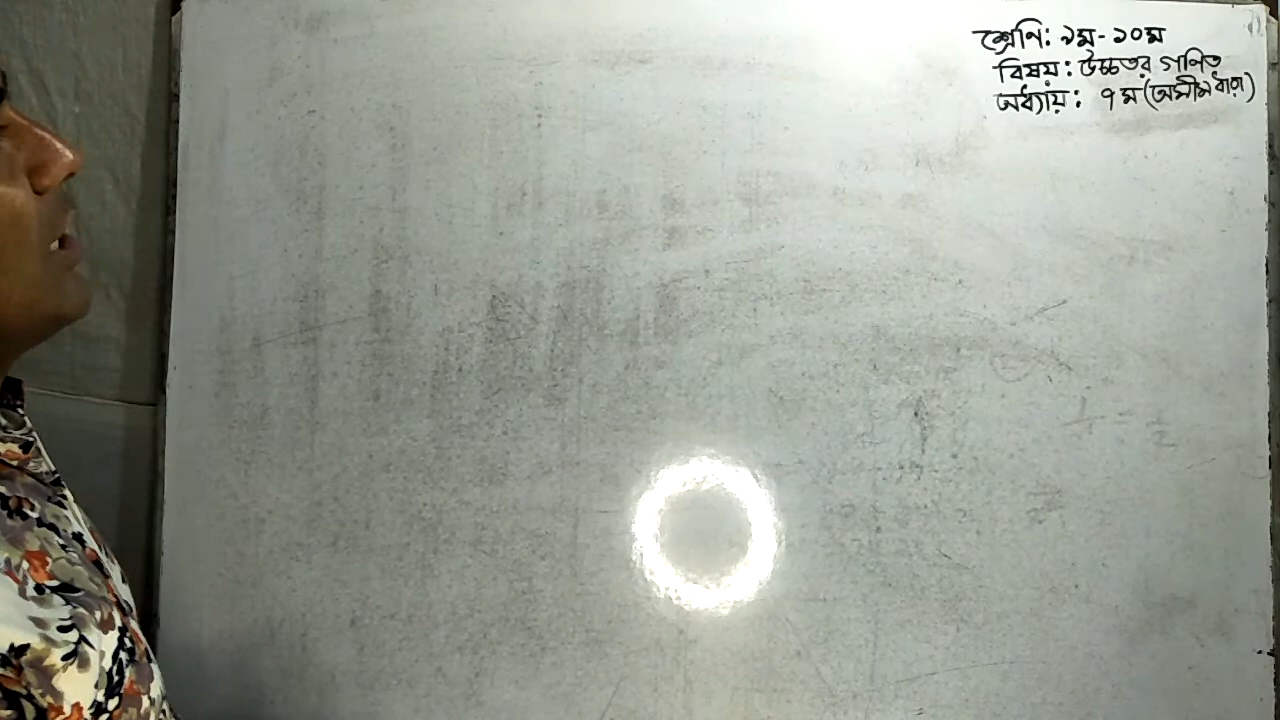 শ্রেণি: ৯ম-১০ম
বিষয়: উচ্চতর গণিত
অধ্যায়: ৭ম (অসীম ধারা)